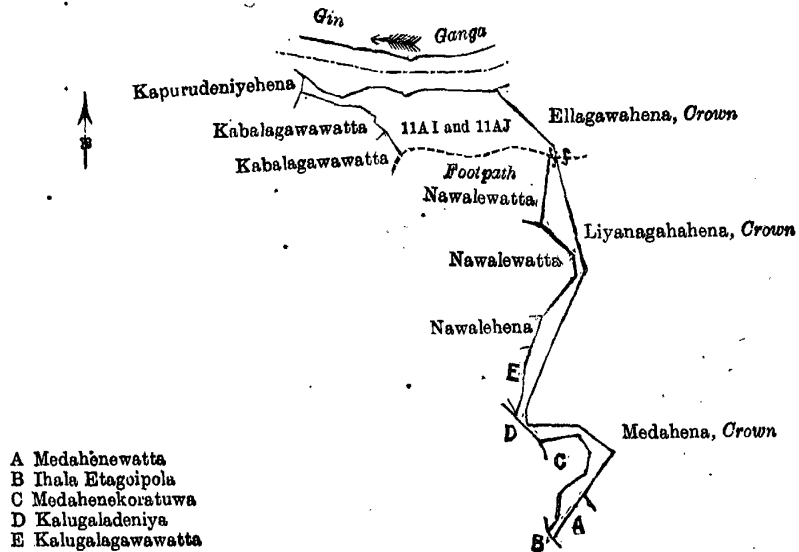 Gin Ganga
Kapurudeniyehena
Ellagawahena, Crown
Kabalagawawatta
11AI and 11AJ
Kabalagawawatta
Footpath
Nawalewatta
Liyanagahahena, Crown
Nawalewatta
Nawalehena
E
D
Medahena, Crown
C
A
B
A Medahenewatta
B Ihala Etagoipola
C Medahenekoratuwa
D Kalugaladeniya
E Kalugalagawawatta